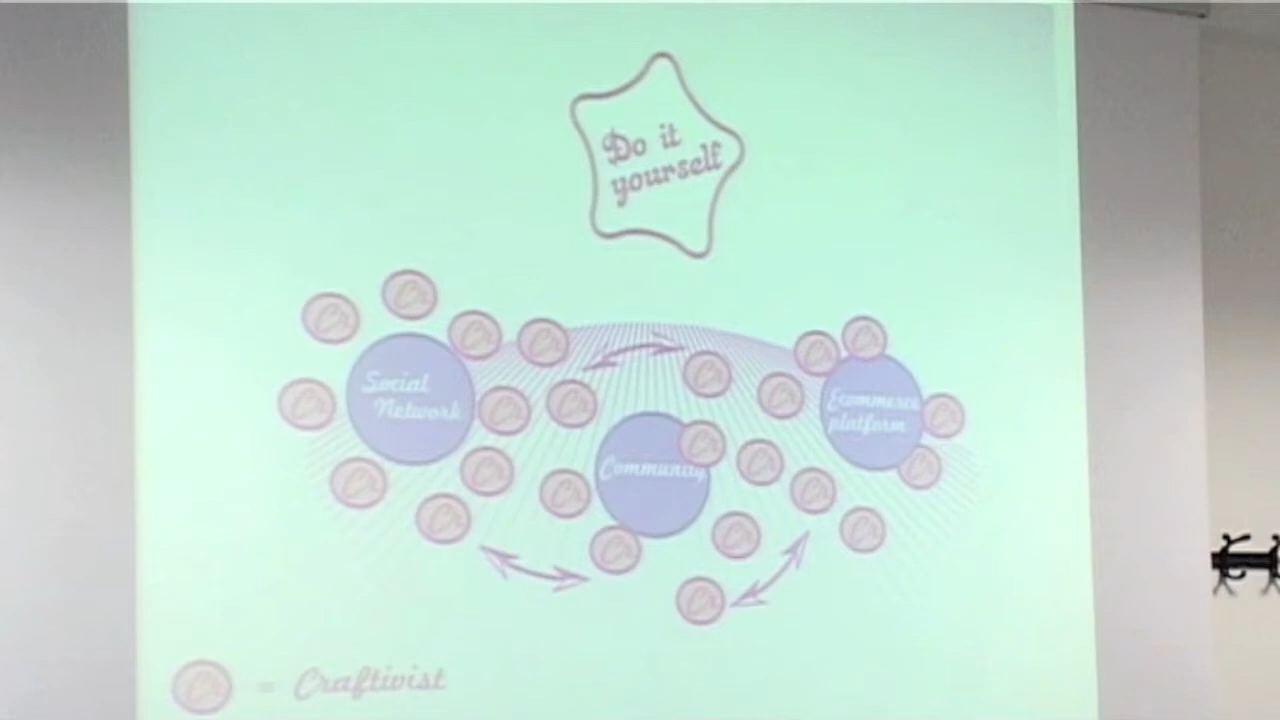 Do it
yourself
Social
Network
Community
Ecommerce
platform
= Craftivist